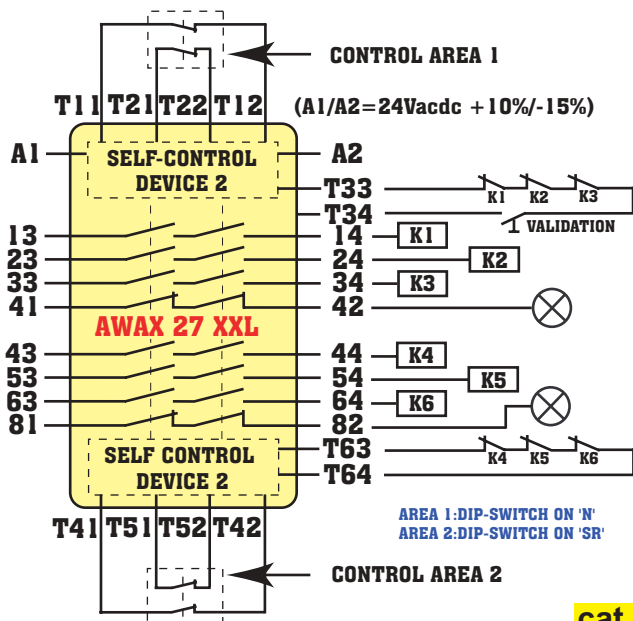 CONTROL AREA 1
T11 T21 T22 T12 (A1/A2=24Vacdc +10%/-15%)
A1 SELF-CONTROL DEVICE 2 A2
T33 K1 K2 K3
T34 VALIDATION
13 14 K1
23 24 K2
33 34 K3
41 42
AWAX 27 XXL
43 44 K4
53 54 K5
63 64 K6
81 82
SELF CONTROL DEVICE 2 T63 K4 K5 K6
T64
T41 T51 T52 T42
AREA 1:DIP-SWITCH ON 'N'
AREA 2:DIP-SWITCH ON 'SR'
CONTROL AREA 2
cat